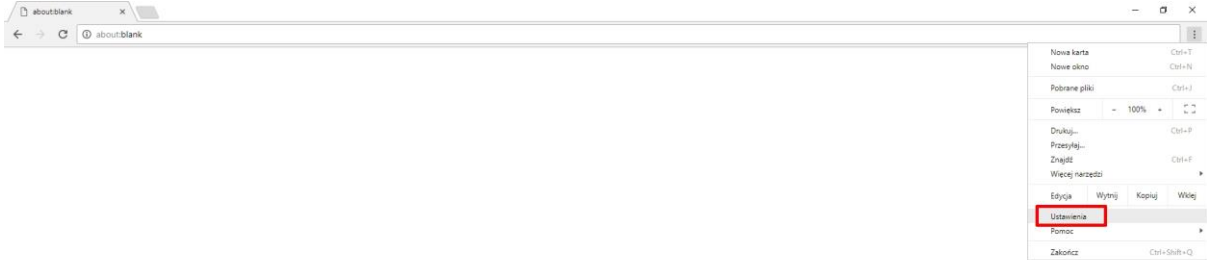 about:blank
about:blank
Nowa karta Ctrl+T
Nowe okno Ctrl+N
Pobrane pliki Ctrl+J
Powiększ - 100% +
Drukuj... Ctrl+P
Przesyłaj...
Znajdź Ctrl+F
Więcej narzędzi
Edycja Wytnij Kopiuj Wklej
Ustawienia
Pomoc
Zakończ Ctrl+Shift+Q